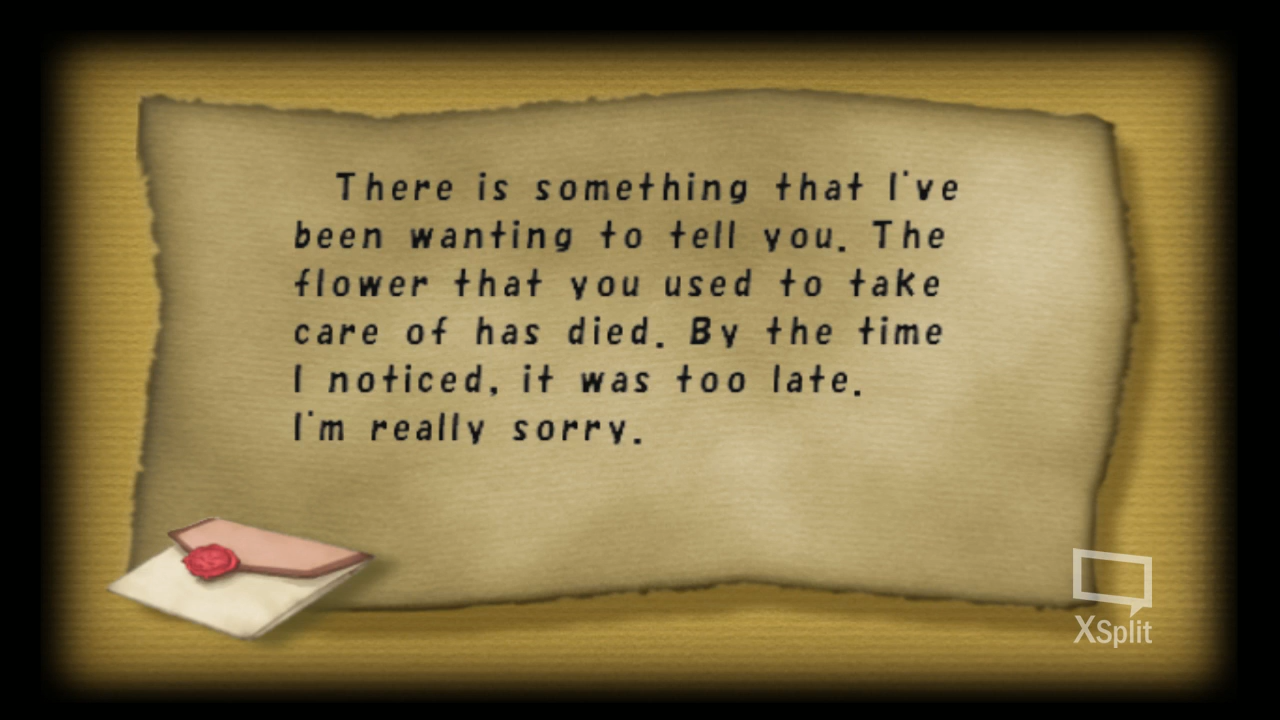 There is something that I've
been wanting to tell you. The
flower that you used to take
care of has died. By the time
I noticed, it was too late.
I'm really sorry.
XSplit